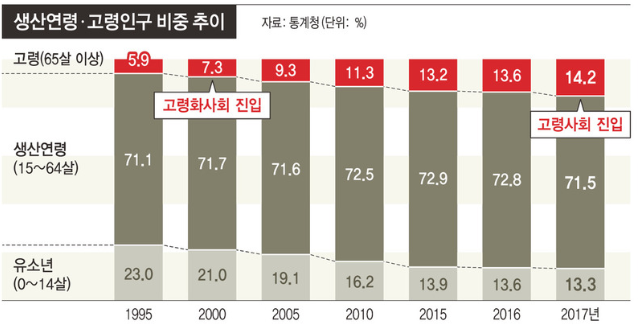 생산연령·고령인구 비중 추이
자료: 통계청(단위: %)
고령(65살 이상)
5.9
7.3
9.3
11.3
13.2
13.6
14.2
고령화사회 진입
고령사회 진입
생산연령
(15~64살)
71.1
71.7
71.6
72.5
72.9
72.8
71.5
유소년
(0~14살)
23.0
21.0
19.1
16.2
13.9
13.6
13.3
1995
2000
2005
2010
2015
2016
2017년